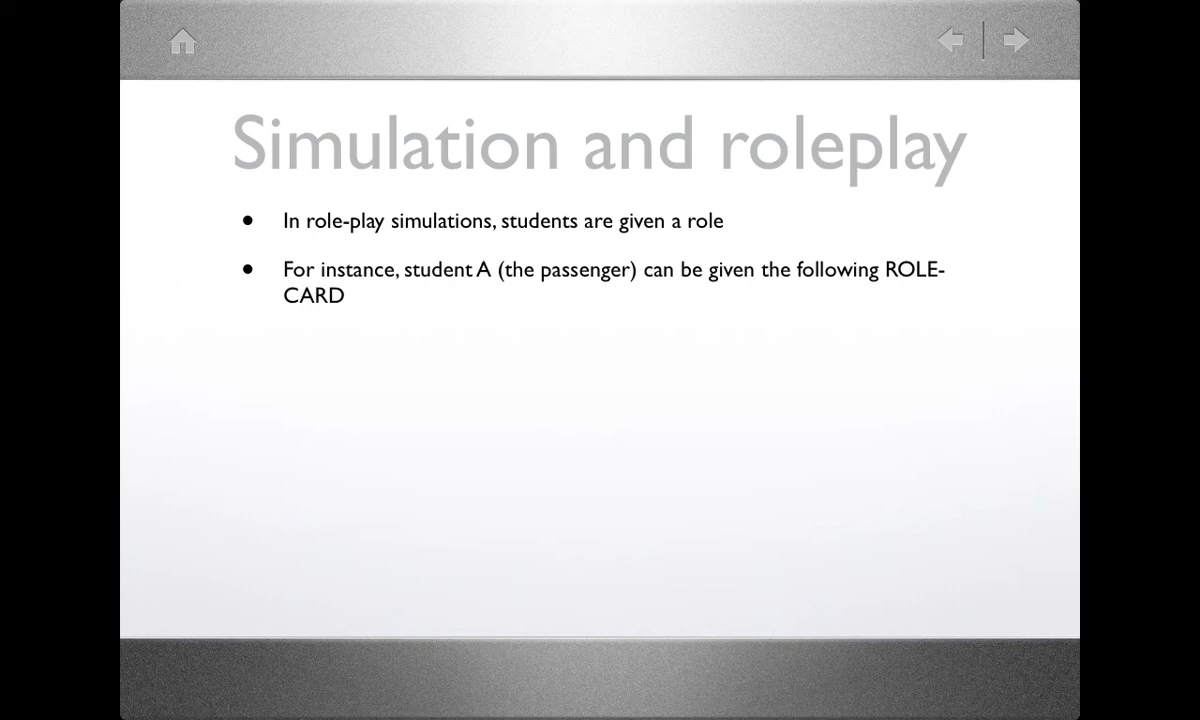 Simulation and roleplay
• In role-play simulations, students are given a role
• For instance, student A (the passenger) can be given the following ROLE-
CARD